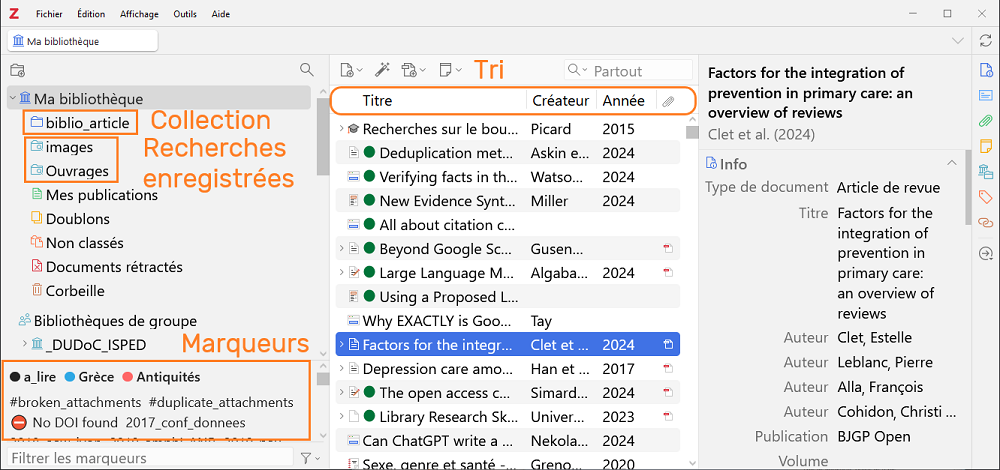 Z Fichier Édition Affichage Outils Aide
Ma bibliothèque
Ma bibliothèque
biblio_article
images
Ouvrages
Mes publications
Doublons
Non classés
Documents rétractés
Corbeille
Bibliothèques de groupe
_DUDoC_ISPED
Collection
Recherches
enregistrées
Marqueurs
a_lire Grèce Antiquités
#broken_attachments #duplicate_attachments
No DOI found 2017_conf_donnees
Filtrer les marqueurs
Tri
Partout
Titre Créateur Année
Recherches sur le bou... Picard 2015
Deduplication met... Askin e... 2024
Verifying facts in th... Watso... 2024
New Evidence Synt... Miller 2024
All about citation c...
Beyond Google Sc... Gusen...
Large Language M... Algaba... 2024
Using a Proposed L...
Why EXACTLY is Goo... Tay
Factors for the integr... Clet et ... 2024
Depression care amo... Han et ... 2017
The open access c... Simard... 2024
Library Research Sk... Univer... 2023
Can ChatGPT write a ... Nekola... 2024
Sexe, genre et santé -... Greno... 2020
Factors for the integration of
prevention in primary care: an
overview of reviews
Clet et al. (2024)
Info
Type de document Article de revue
Titre Factors for the
integration of
prevention in
primary care:
an overview of
reviews
Auteur Clet, Estelle
Auteur Leblanc, Pierre
Auteur Alla, François
Auteur Cohidon, Christi ...
Publication BJGP Open
Volume